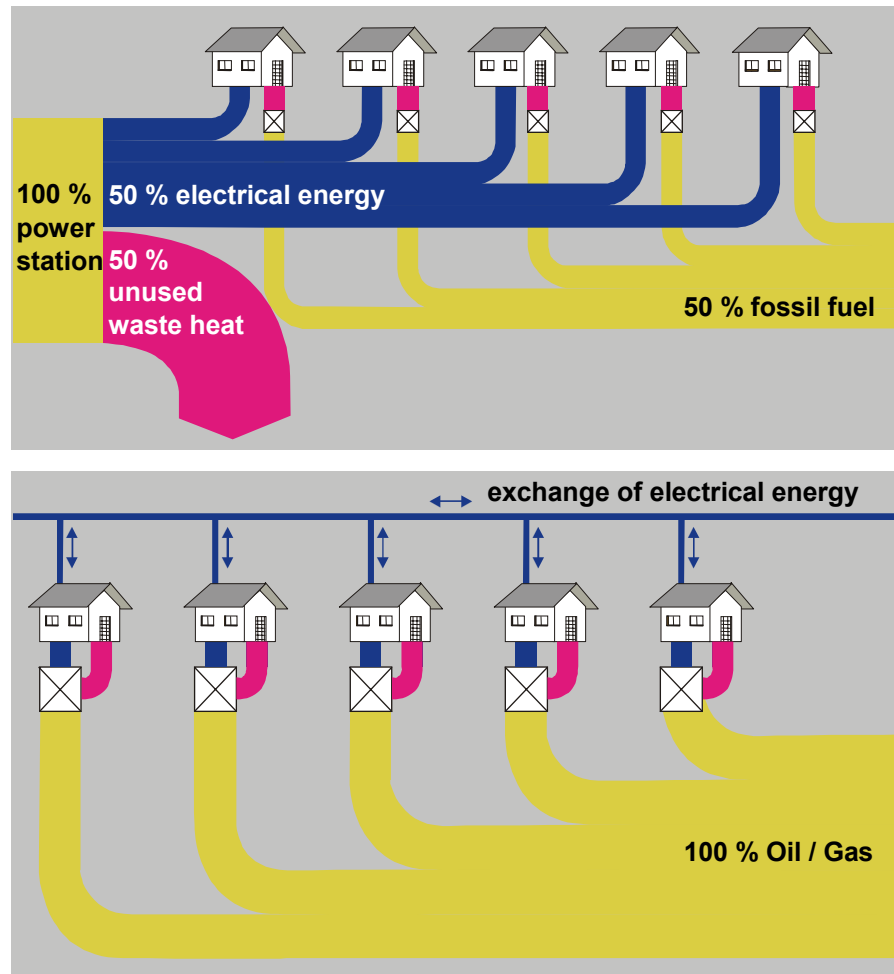 100 %
power
station
50 % electrical energy
50 %
unused
waste heat
50 % fossil fuel
exchange of electrical energy
100 % Oil / Gas